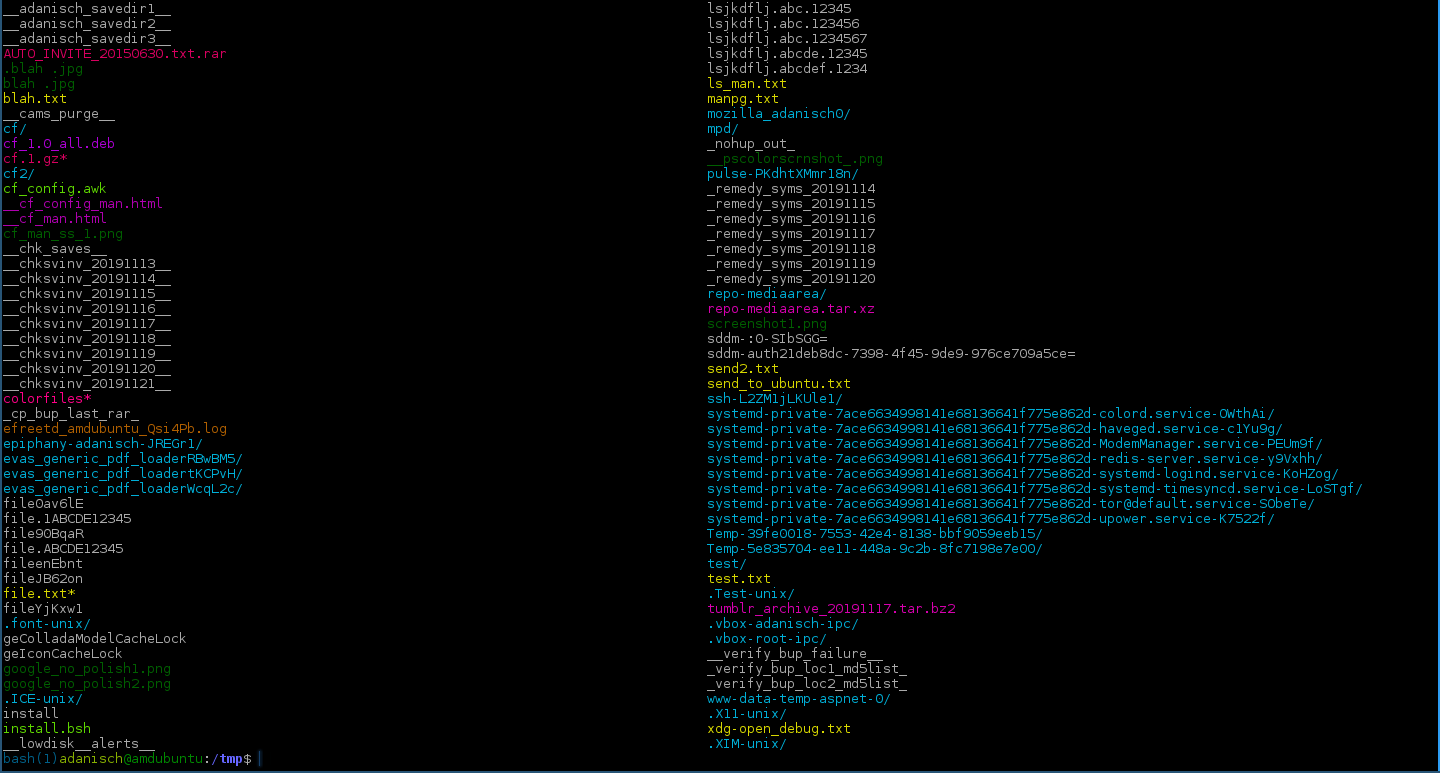 __adanisch_savedir1__
__adanisch_savedir2__
__adanisch_savedir3__
AUTO_INVITE_20150630.txt.rar
.blah .jpg
blah .jpg
blah.txt
__cams_purge__
cf/
cf_1.0_all.deb
cf.1.gz*
cf2/
cf_config.awk
__cf_config_man.html
__cf_man.html
cf_man_ss_1.png
__chk_saves__
__chksvinv_20191113__
__chksvinv_20191114__
__chksvinv_20191115__
__chksvinv_20191116__
__chksvinv_20191117__
__chksvinv_20191118__
__chksvinv_20191119__
__chksvinv_20191120__
__chksvinv_20191121__
colorfiles*
_cp_bup_last_rar_
efreetd_amdubuntu_Qsi4Pb.log
epiphany-adanisch-JREGr1/
evas_generic_pdf_loaderRBwBM5/
evas_generic_pdf_loadertKCPvH/
evas_generic_pdf_loaderWcqL2c/
file0av6lE
file.1ABCDE12345
file90BqaR
file.ABCDE12345
fileenEbnt
fileJB62on
file.txt*
fileYjKxw1
.font-unix/
geColladaModelCacheLock
geIconCacheLock
google_no_polish1.png
google_no_polish2.png
.ICE-unix/
install
install.bsh
__lowdisk__alerts__
lsjkdflj.abc.12345
lsjkdflj.abc.123456
lsjkdflj.abc.1234567
lsjkdflj.abcde.12345
lsjkdflj.abcdef.1234
ls_man.txt
manpg.txt
mozilla_adanisch0/
mpd/
_nohup_out_
__pscolorscrnshot_.png
pulse-PKdhtXMmr18n/
_remedy_syms_20191114
_remedy_syms_20191115
_remedy_syms_20191116
_remedy_syms_20191117
_remedy_syms_20191118
_remedy_syms_20191119
_remedy_syms_20191120
repo-mediaarea/
repo-mediaarea.tar.xz
screenshot1.png
sddm-:0-SIbSGG=
sddm-auth21deb8dc-7398-4f45-9de9-976ce709a5ce=
send2.txt
send_to_ubuntu.txt
ssh-L2ZM1jLKUle1/
systemd-private-7ace6634998141e68136641f775e862d-colord.service-OWthAi/
systemd-private-7ace6634998141e68136641f775e862d-haveged.service-c1Yu9g/
systemd-private-7ace6634998141e68136641f775e862d-ModemManager.service-PEUm9f/
systemd-private-7ace6634998141e68136641f775e862d-redis-server.service-y9Vxhh/
systemd-private-7ace6634998141e68136641f775e862d-systemd-logind.service-KoHZog/
systemd-private-7ace6634998141e68136641f775e862d-systemd-timesyncd.service-LoSTgf/
systemd-private-7ace6634998141e68136641f775e862d-tor@default.service-SObeTe/
systemd-private-7ace6634998141e68136641f775e862d-upower.service-K7522f/
Temp-39fe0018-7553-42e4-8138-bbf9059eeb15/
Temp-5e835704-ee11-448a-9c2b-8fc7198e7e00/
test/
test.txt
.Test-unix/
tumblr_archive_20191117.tar.bz2
.vbox-adanisch-ipc/
.vbox-root-ipc/
__verify_bup_failure__
_verify_bup_loc1_md5list_
_verify_bup_loc2_md5list_
www-data-temp-aspnet-0/
.X11-unix/
xdg-open_debug.txt
.XIM-unix/
bash(1)adanisch@amdubuntu:/tmp$